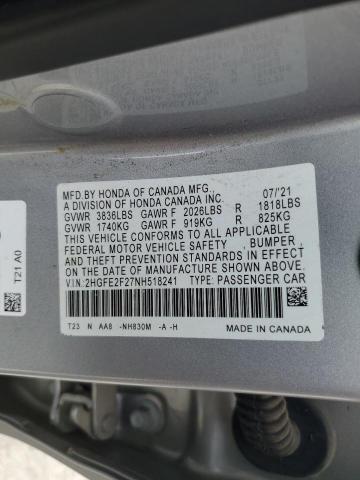 MFD.BY HONDA OF CANADA MFG., 07/'21
A DIVISION OF HONDA CANADA INC.
GVWR 3836LBS GAWR F 2026LBS R 1818LBS
GVWR 1740KG GAWR F 919KG R 825KG
THIS VEHICLE CONFORMS TO ALL APPLICABLE
FEDERAL MOTOR VEHICLE SAFETY , BUMPER ,
AND THEFT PREVENTION STANDARDS IN EFFECT
ON THE DATE OF MANUFACTURE SHOWN ABOVE.
V.I.N:2HGFE2F27NH518241 TYPE: PASSENGER CAR
T23 N AA8 -NH830M -A -H MADE IN CANADA
T21 A0